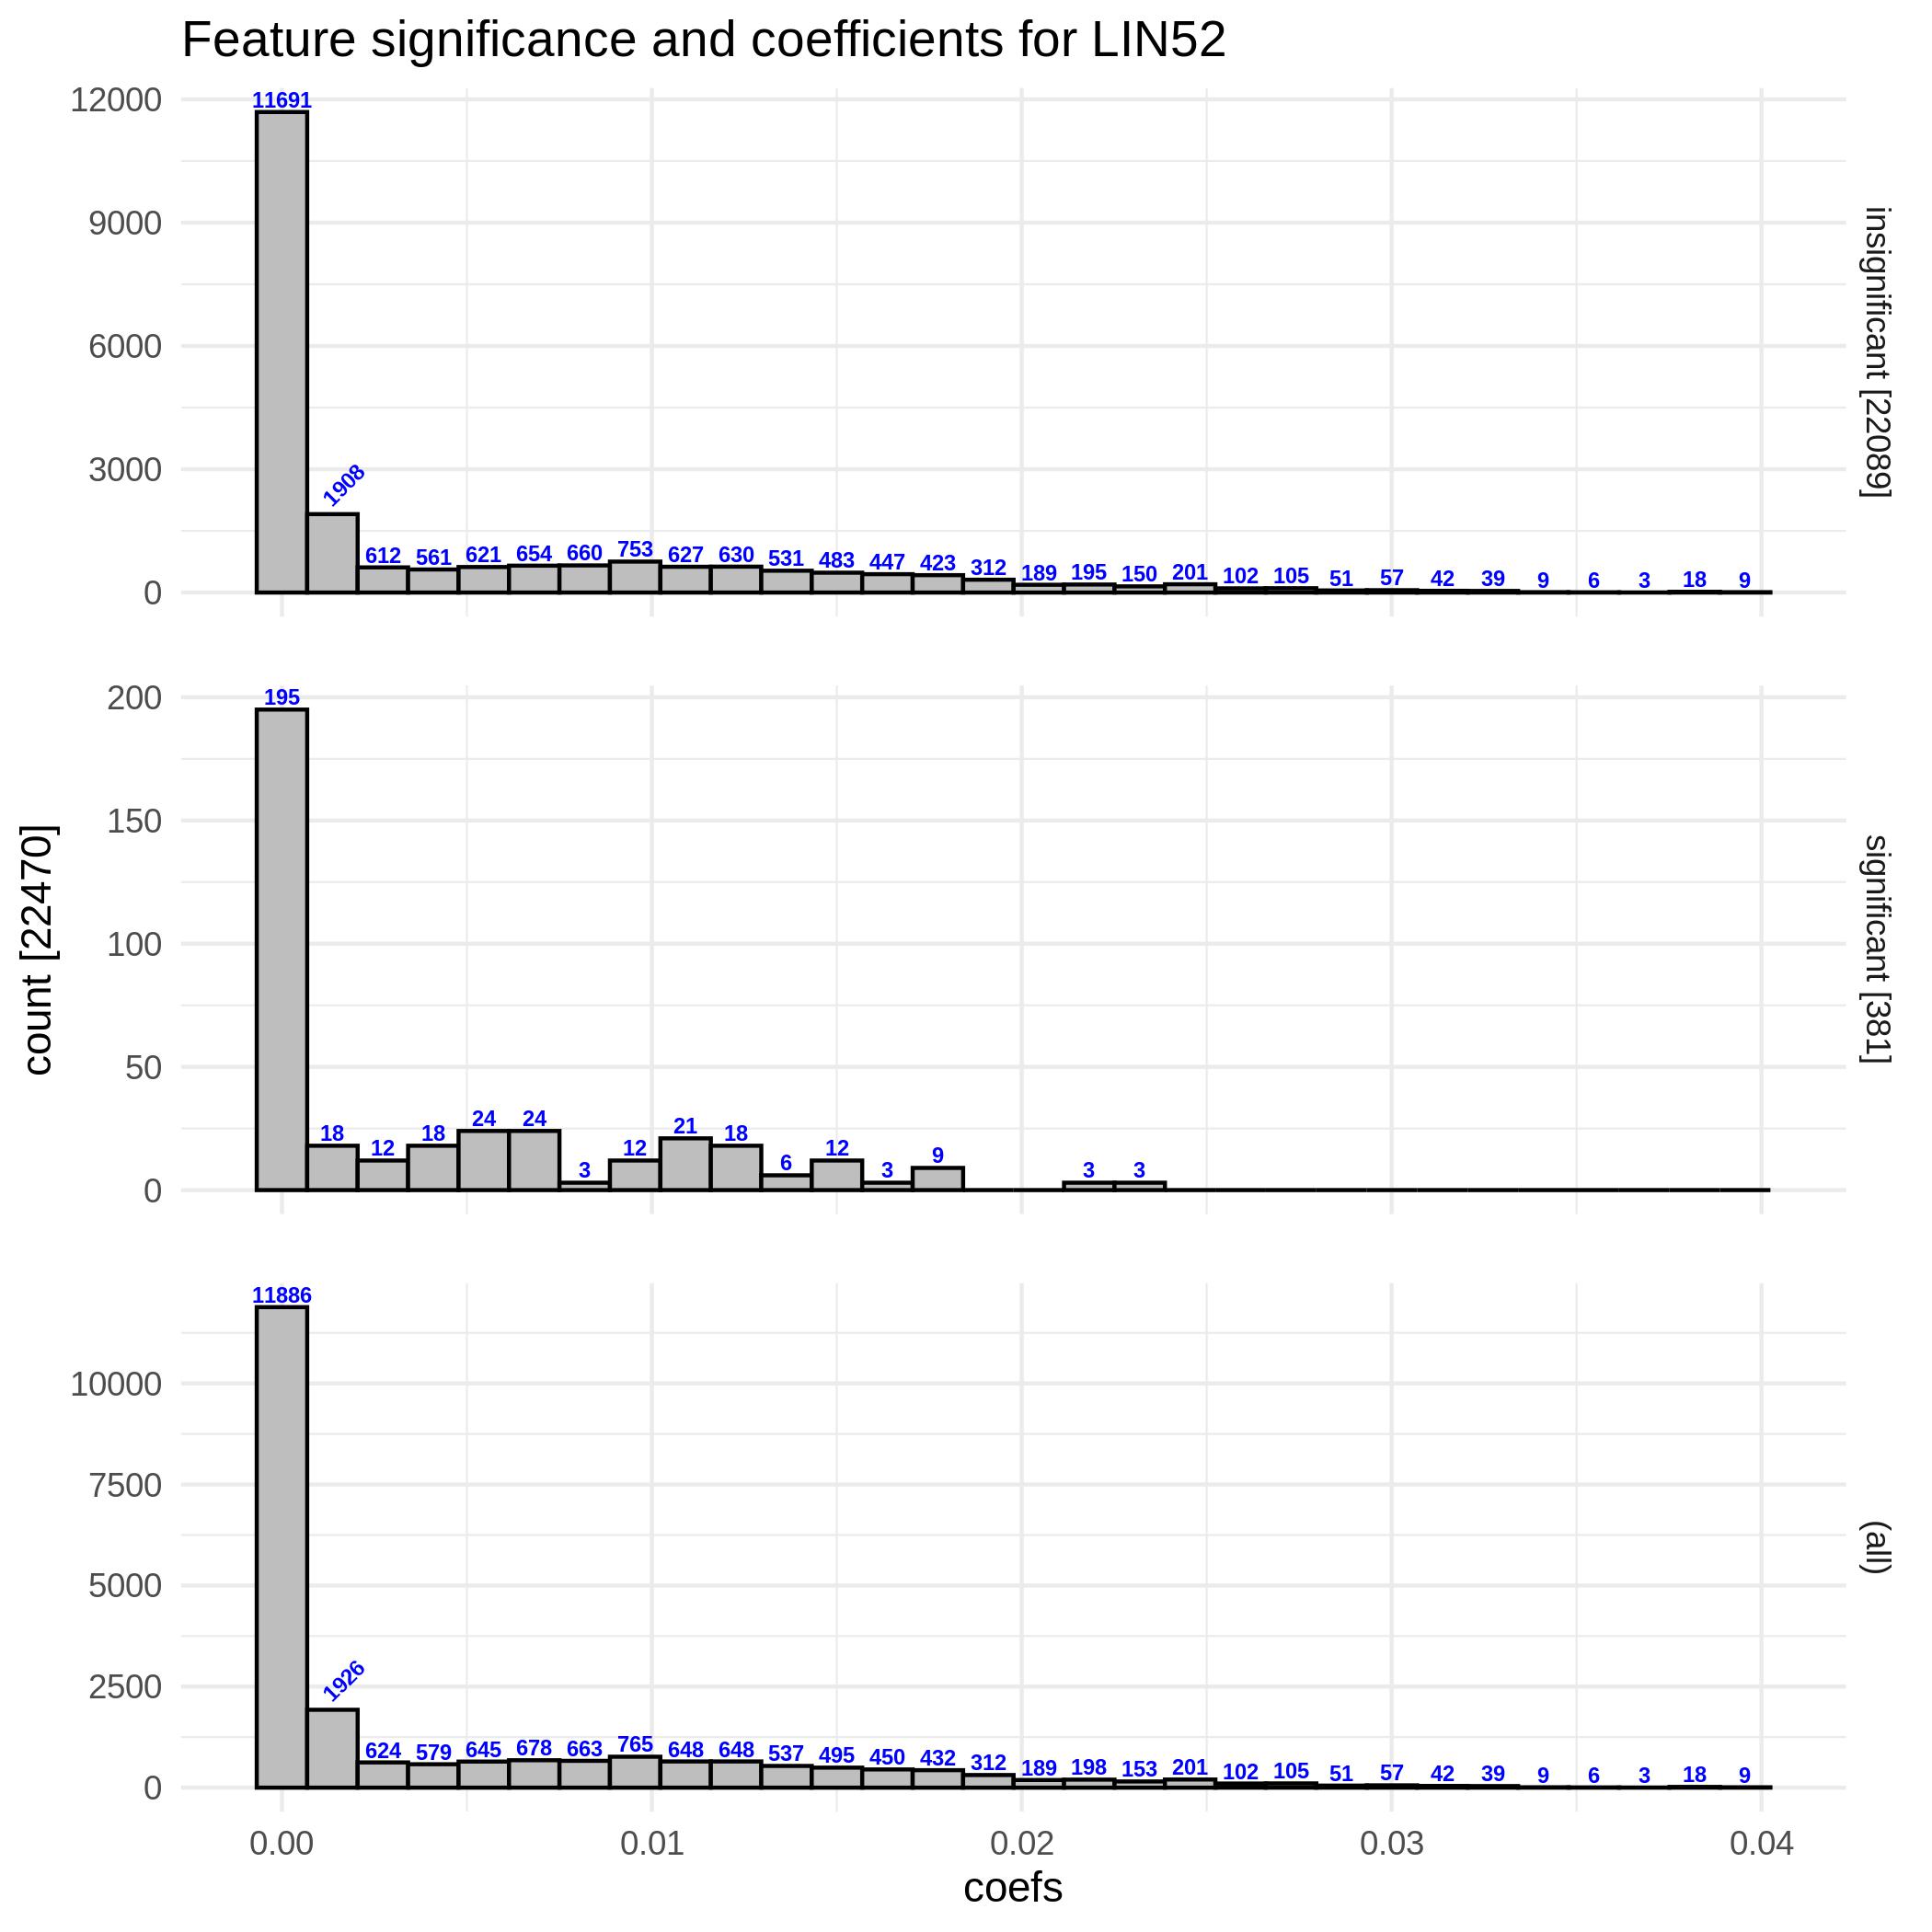 Feature significance and coefficients for LIN52
count [22470]
12000
9000
6000
3000
0
11691
1908
612 561 621 654 660 753 627 630 531 483 447 423 312 189 195 150 201 102 105 51 57 42 39 9 6 3 18 9
insignificant [22089]
200
150
100
50
0
195
18 12 18 24 24 3 12 21 18 6 12 3 9 3 3
significant [381]
10000
7500
5000
2500
0
11886
1926
624 579 645 678 663 765 648 648 537 495 450 432 312 189 198 153 201 102 105 51 57 42 39 9 6 3 18 9
(all)
0.00 0.01 0.02 0.03 0.04
coefs